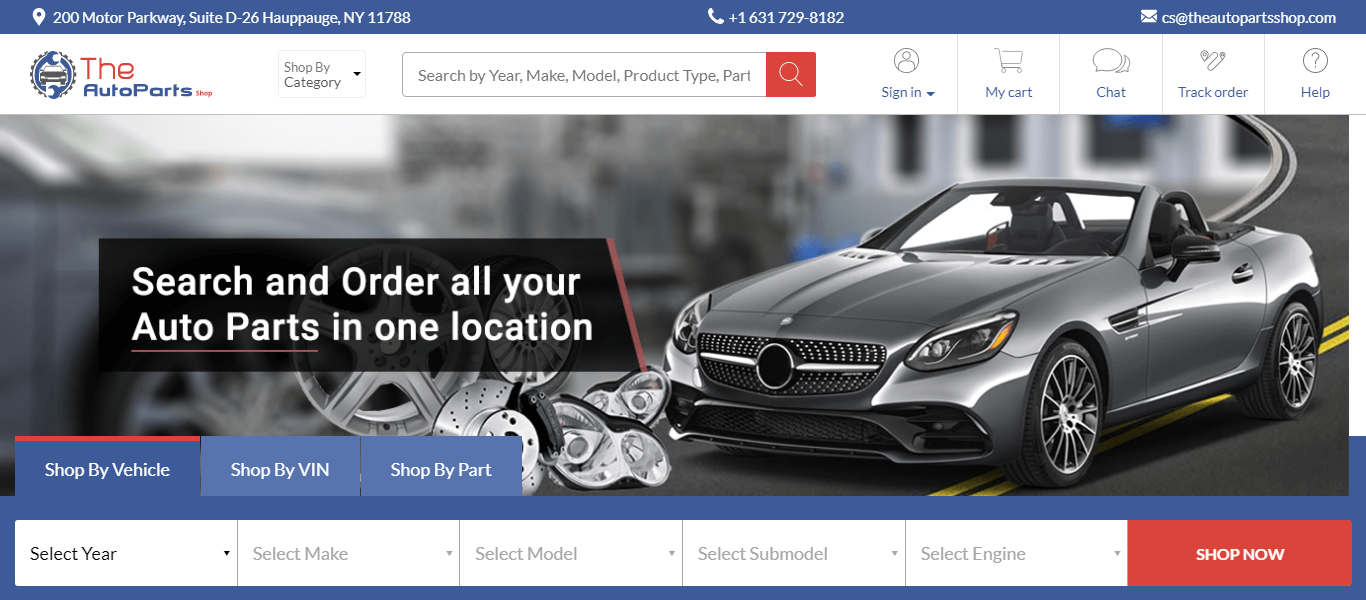 200 Motor Parkway, Suite D-26 Hauppauge, NY 11788
+1 631 729-8182
cs@theautopartsshop.com
The
AutoParts Shop
Shop By
Category
Search by Year, Make, Model, Product Type, Part
Sign in
My cart
Chat
Track order
Help
Search and Order all your
Auto Parts in one location
Shop By Vehicle
Shop By VIN
Shop By Part
Select Year
Select Make
Select Model
Select Submodel
Select Engine
SHOP NOW